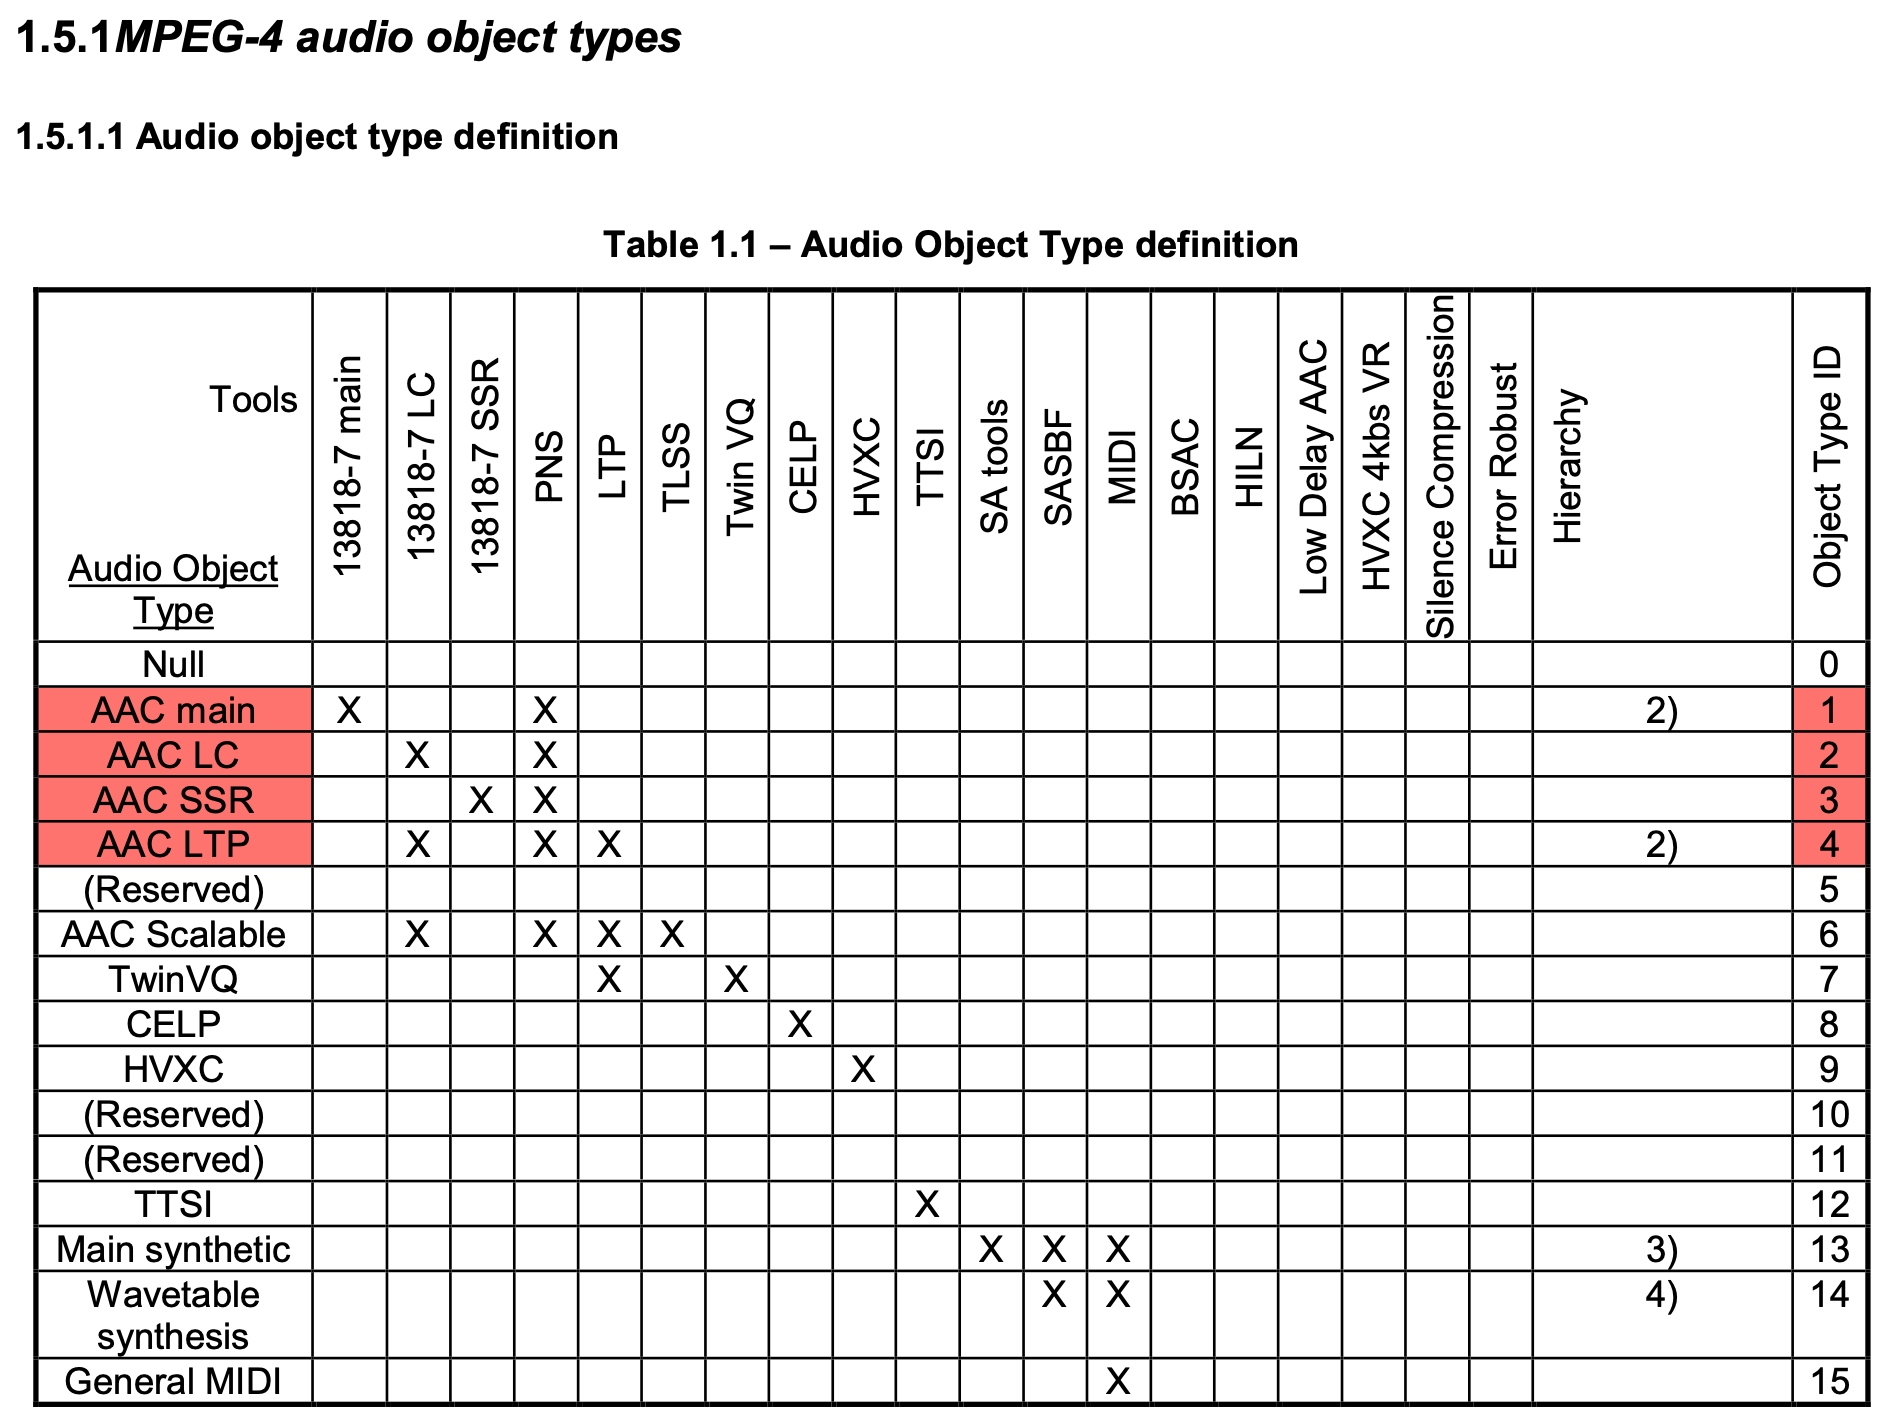 1.5.1MPEG-4 audio object types
1.5.1.1 Audio object type definition
Table 1.1 – Audio Object Type definition
Tools
Audio Object
Type
13818-7 main
13818-7 LC
13818-7 SSR
PNS
LTP
TLSS
Twin VQ
CELP
HVXC
TTSI
SA tools
SASBF
MIDI
BSAC
HILN
Low Delay AAC
HVXC 4kbs VR
Silence Compression
Error Robust
Hierarchy
Object Type ID
Null 0
AAC main X X 2) 1
AAC LC X X 2
AAC SSR X X 3
AAC LTP X X X 2) 4
(Reserved) 5
AAC Scalable X X X X 6
TwinVQ X X 7
CELP X 8
HVXC X 9
(Reserved) 10
(Reserved) 11
TTSI X 12
Main synthetic X X X 3) 13
Wavetable X X 4) 14
synthesis
General MIDI X 15